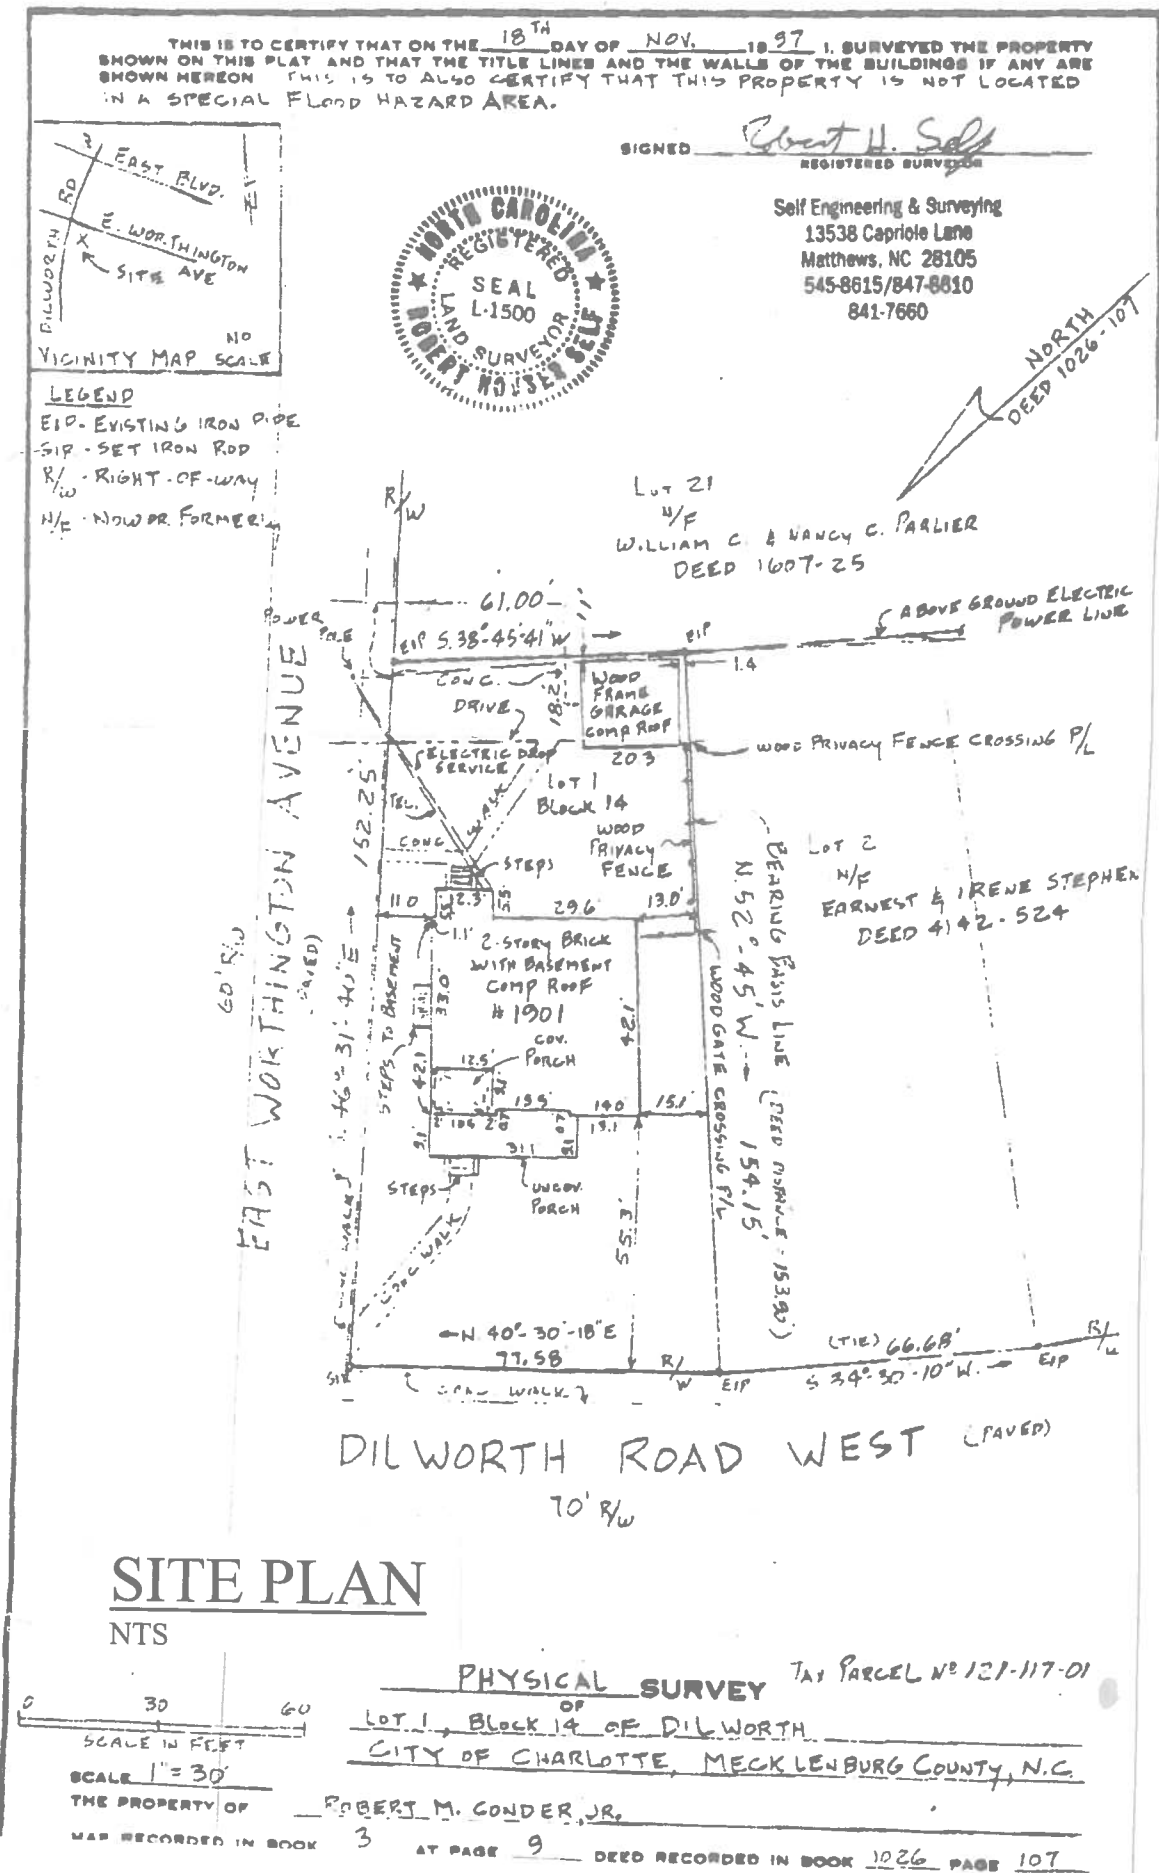 THIS IS TO CERTIFY THAT ON THE 18TH DAY OF NOV. 1997 I. SURVEYED THE PROPERTY
SHOWN ON THIS PLAT AND THAT THE TITLE LINES AND THE WALLS OF THE BUILDINGS IF ANY ARE
SHOWN HEREON THIS IS TO ALSO CERTIFY THAT THIS PROPERTY IS NOT LOCATED
IN A SPECIAL FLOOD HAZARD AREA.
SIGNED Robert H. Self
REGISTERED SURVEYOR
Self Engineering & Surveying
13538 Capriole Lane
Matthews, NC 28105
545-8615/847-8810
841-7660
NORTH CAROLINA
REGISTERED
SEAL
L-1500
LAND SURVEYOR
ROBERT HOUSER SELF
EAST BLVD.
E. WORTHINGTON
AVE
X
SITE
DILWORTH RD
NO
VICINITY MAP SCALE
LEGEND
EIP - EXISTING IRON PIPE
SIR - SET IRON ROD
R/W - RIGHT-OF-WAY
N/F - NOW OR FORMERLY
NORTH
DEED 1026-107
LOT 21
N/F
WILLIAM C. & NANCY C. PARLIER
DEED 1607-25
R/W
61.00'
POWER
POLE
EIP S. 38°-45'-41" W
EIP
ABOVE GROUND ELECTRIC
POWER LINE
1.4
CONC.
DRIVE
18.2
WOOD
FRAME
GARAGE
COMP ROOF
20.3
WOOD PRIVACY FENCE CROSSING P/L
ELECTRIC DROP
SERVICE
TEL.
WALK
LOT 1
BLOCK 14
CONC
STEPS
WOOD
PRIVACY
FENCE
LOT 2
N/F
EARNEST & IRENE STEPHEN
DEED 4142-524
EAST WORTHINGTON AVENUE
60' R/W
(PAVED)
152.25'
11.0
5.5
29.6
13.0'
1.1'
2-STORY BRICK
WITH BASEMENT
COMP ROOF
# 1901
COV.
PORCH
STEPS TO BASEMENT
33.0'
42.1
42.1'
12.5'
14.0
15.1'
13.1
31.1
9.1
STEPS
UNCOV.
PORCH
CONC WALK
55.3'
WOOD GATE CROSSING P/L
N. 52°-45' W. 154.15'
BEARING BASIS LINE (DEED DISTANCE - 153.90')
N 40°-30'-18" E
77.58
SIR
CONC WALK
R/W
EIP
(TIE) 66.68'
S 34°-30'-10" W.
EIP
R/W
DILWORTH ROAD WEST (PAVED)
70' R/W
SITE PLAN
NTS
PHYSICAL SURVEY TAX PARCEL Nº 121-117-01
OF
LOT 1, BLOCK 14 OF DILWORTH
CITY OF CHARLOTTE, MECKLENBURG COUNTY, N.C.
0 30 60
SCALE IN FEET
SCALE 1"=30'
THE PROPERTY OF ROBERT M. CONDER, JR.
MAP RECORDED IN BOOK 3 AT PAGE 9 DEED RECORDED IN BOOK 1026 PAGE 107